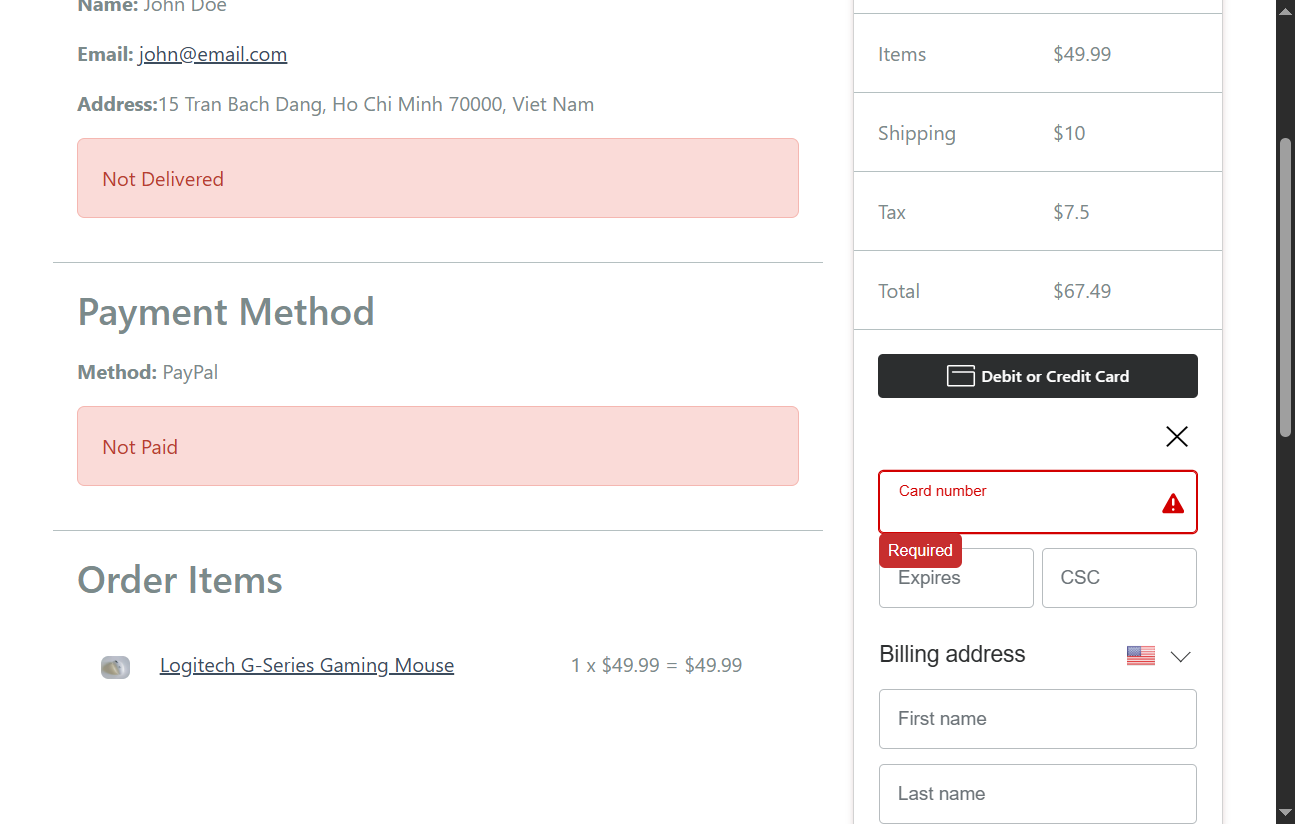 Name: John Doe
Email: john@email.com
Address:15 Tran Bach Dang, Ho Chi Minh 70000, Viet Nam
Not Delivered
Payment Method
Method: PayPal
Not Paid
Order Items
Logitech G-Series Gaming Mouse 1 x $49.99 = $49.99
Items $49.99
Shipping $10
Tax $7.5
Total $67.49
Debit or Credit Card
Card number
Required
Expires CSC
Billing address
First name
Last name